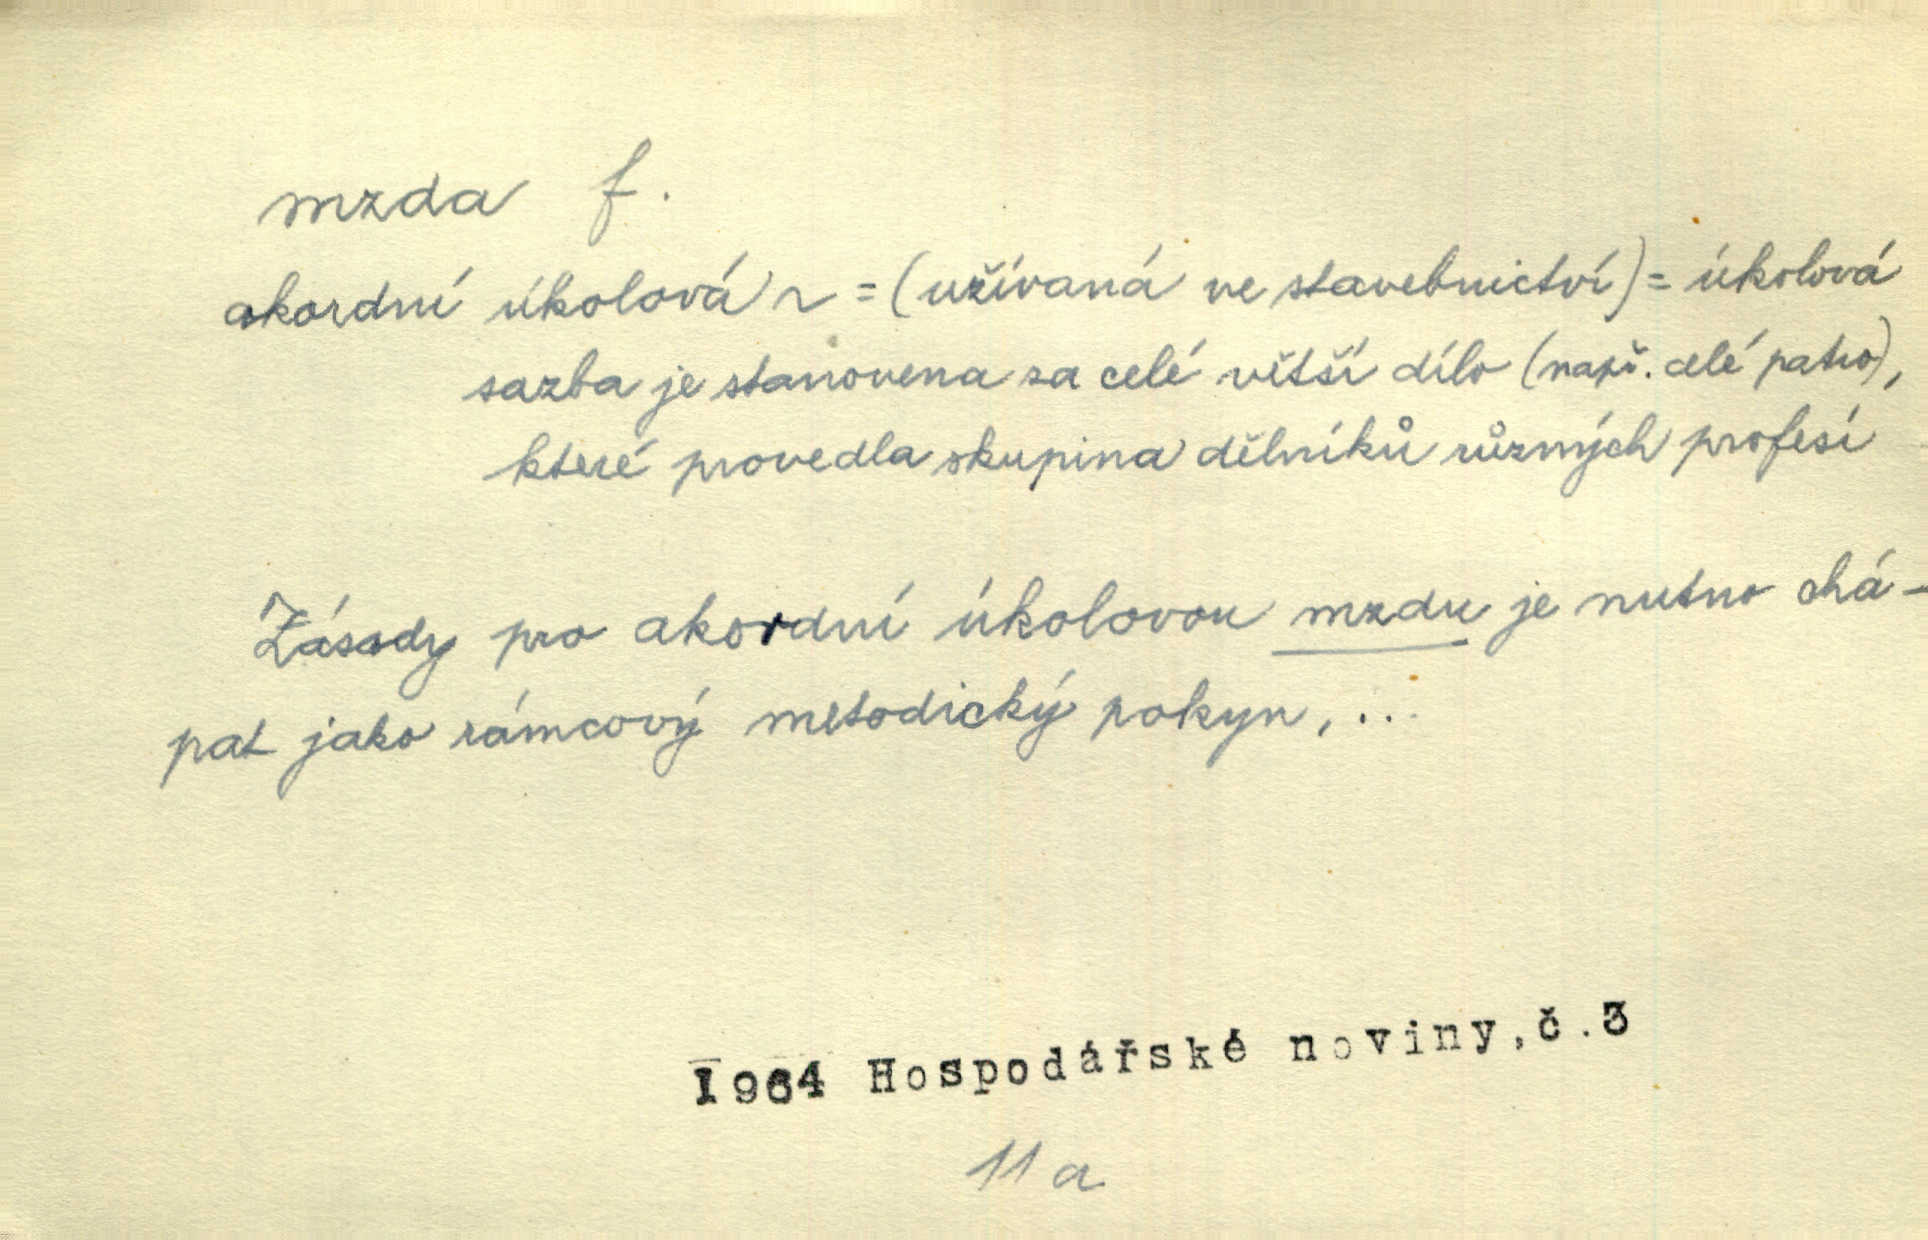 mzda f.
akordní úkolová ~ = (užívaná ve stavebnictví) = úkolová
sazba je stanovena za celé větší dílo (např. celé patro),
které provedla skupina dělníků různých profesí
Zásady pro akordní úkolovou mzdu je nutno chá-
pat jako rámcový metodický pokyn, ...
1964 Hospodářské noviny, č.3
11a